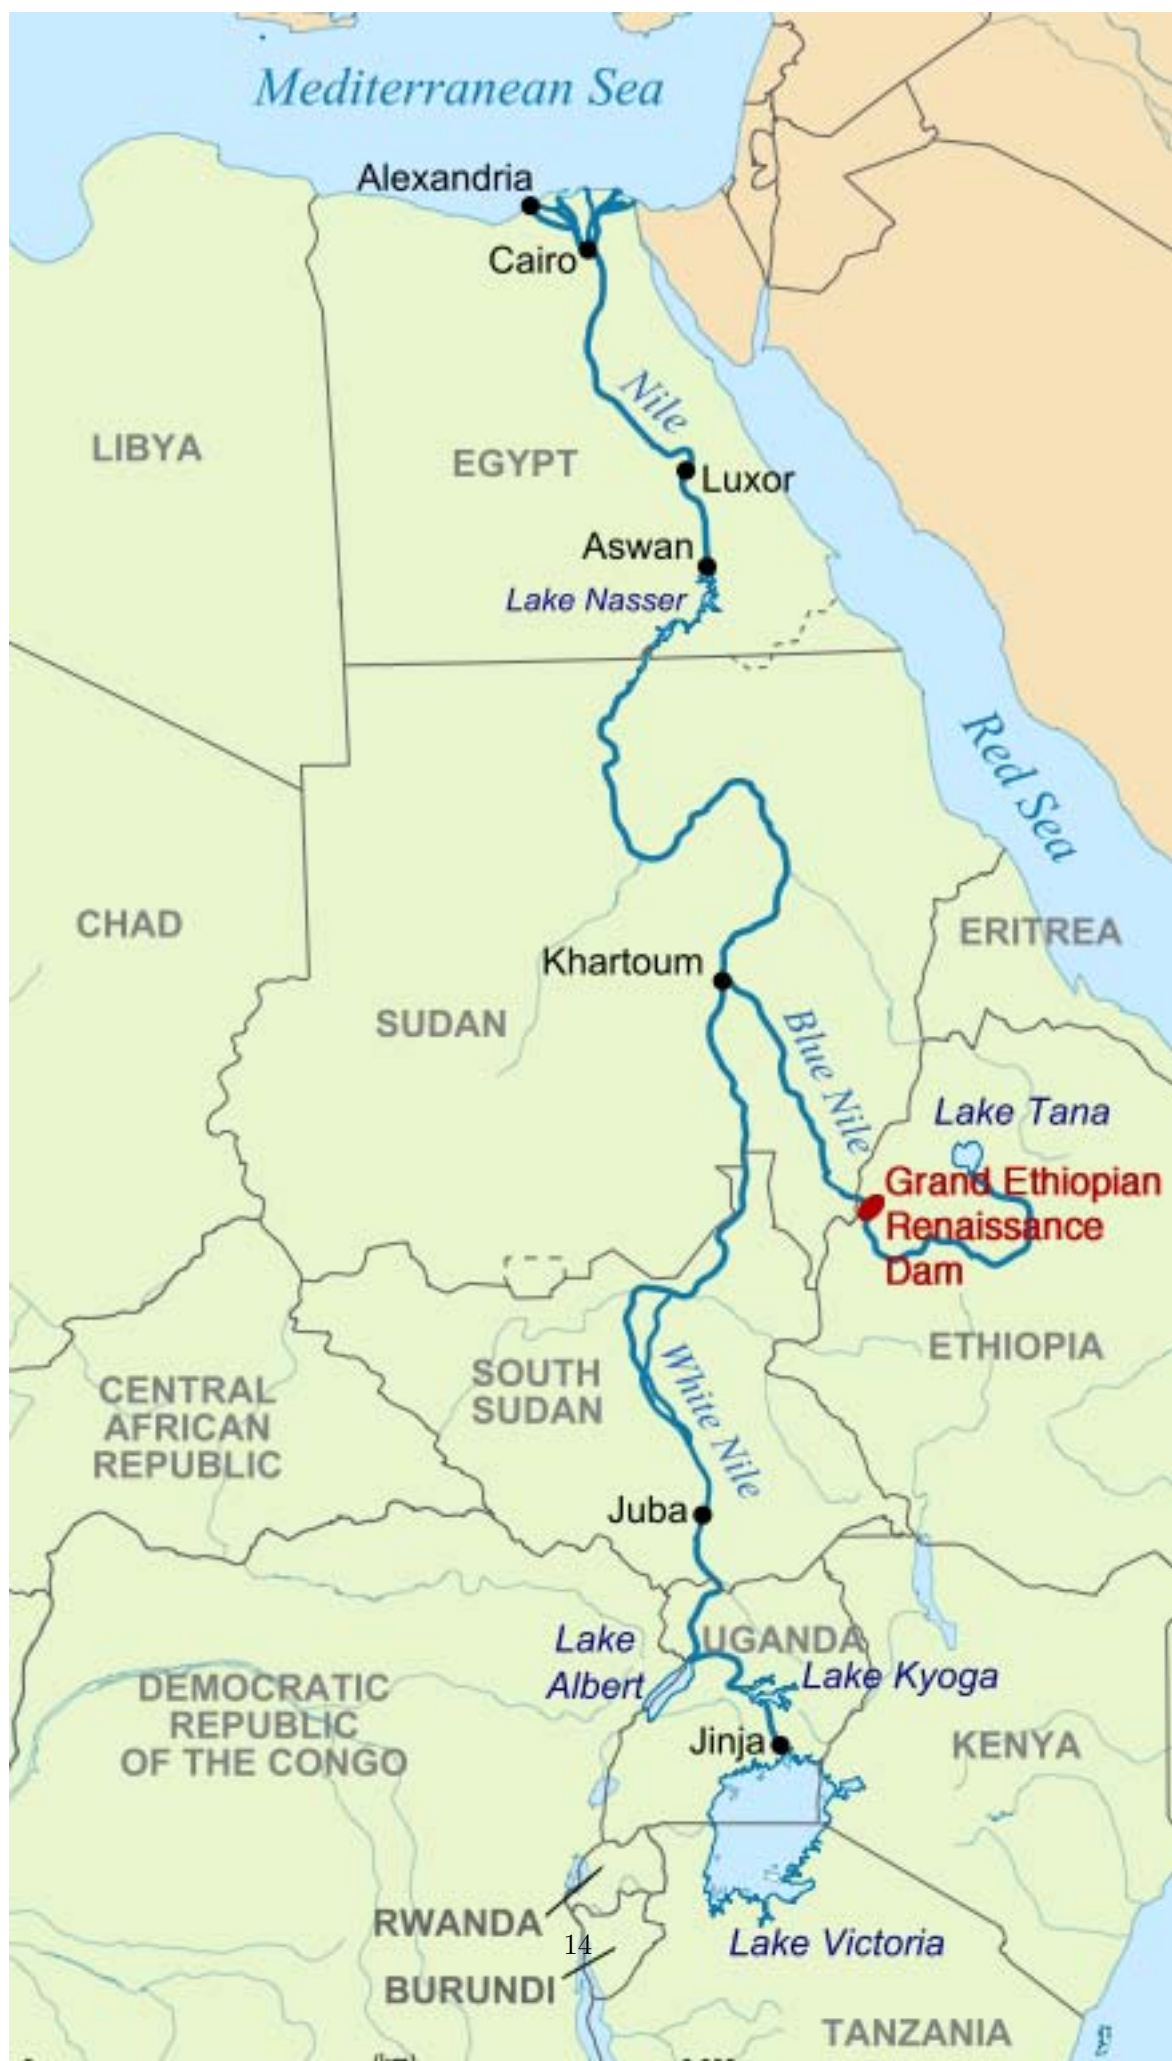 Mediterranean Sea
Alexandria
Cairo
Nile
LIBYA
EGYPT
Luxor
Aswan
Lake Nasser
Red Sea
CHAD
ERITREA
Khartoum
SUDAN
Blue Nile
Lake Tana
Grand Ethiopian
Renaissance
Dam
ETHIOPIA
SOUTH
SUDAN
White Nile
CENTRAL
AFRICAN
REPUBLIC
Juba
UGANDA
Lake
Albert
Lake Kyoga
DEMOCRATIC
REPUBLIC
OF THE CONGO
Jinja
KENYA
RWANDA
14
Lake Victoria
BURUNDI
TANZANIA